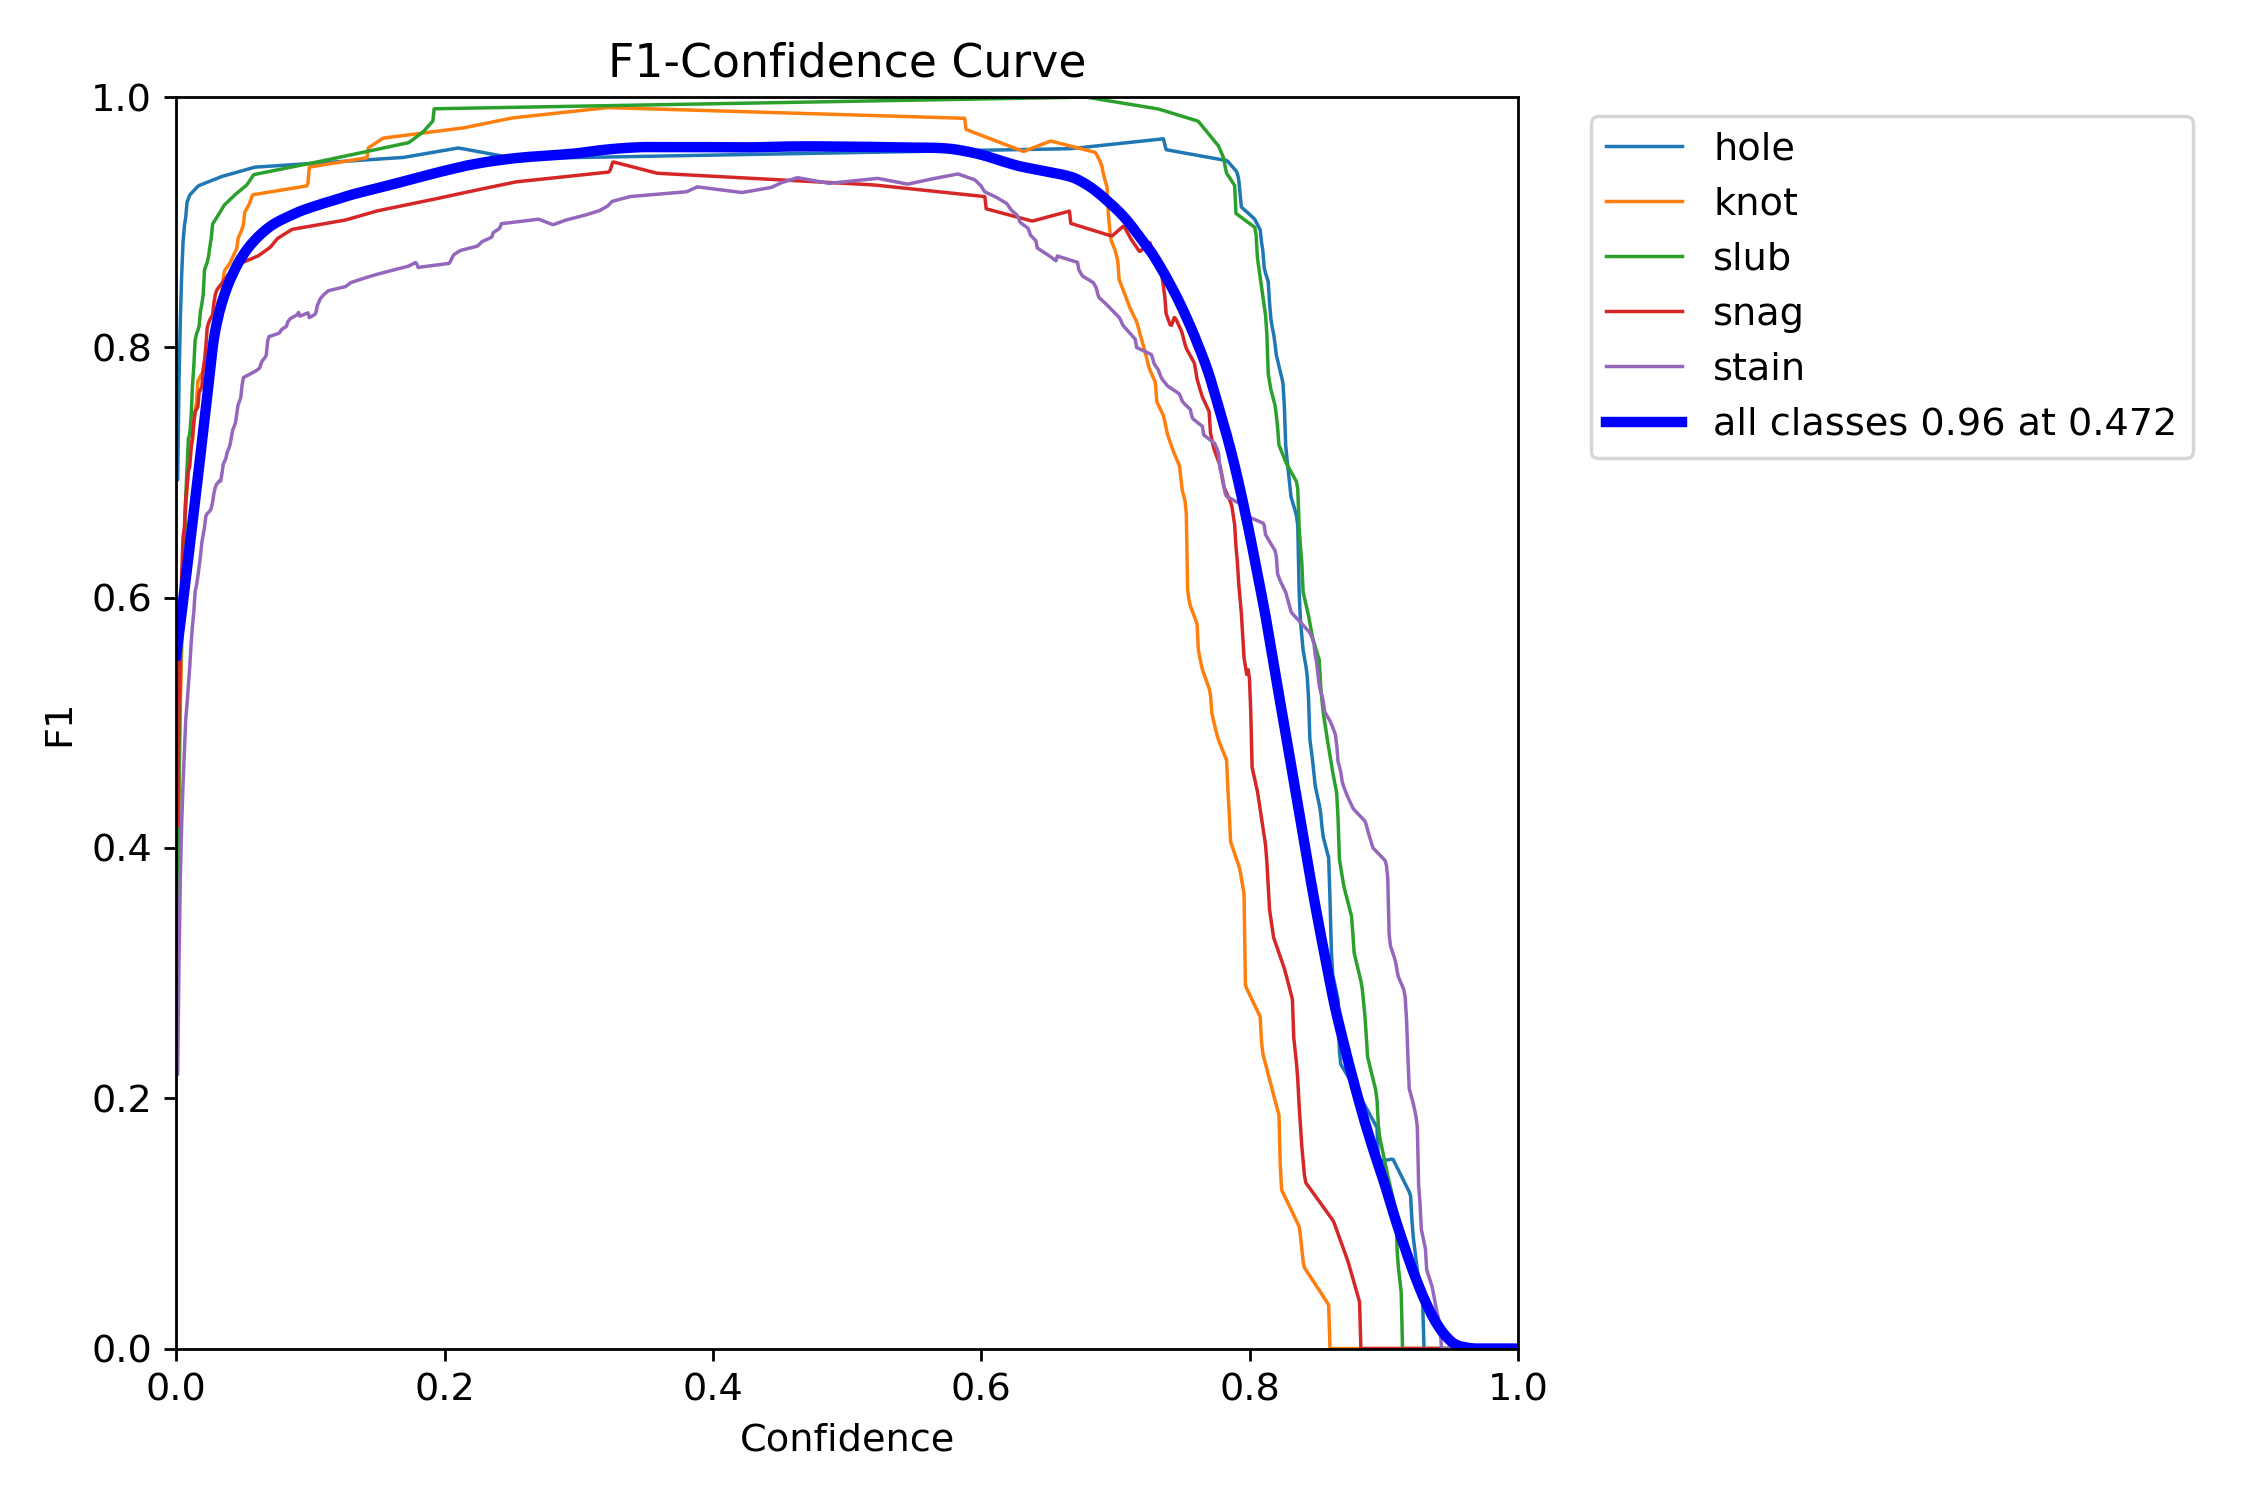 F1-Confidence Curve
1.0
0.8
0.6
0.4
0.2
0.0
F1
0.0 0.2 0.4 0.6 0.8 1.0
Confidence
hole
knot
slub
snag
stain
all classes 0.96 at 0.472